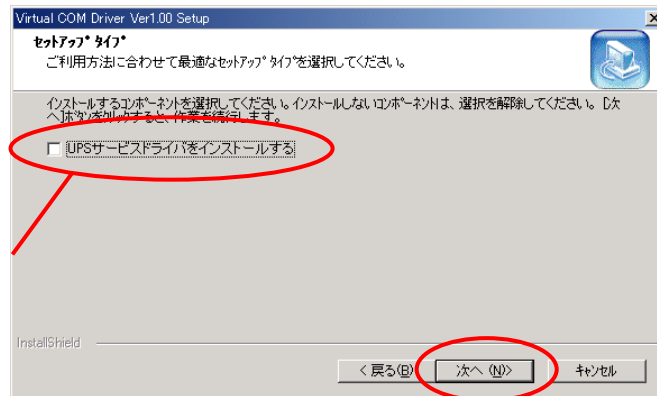 Virtual COM Driver Ver1.00 Setup
セットアップ タイプ
ご利用方法に合わせて最適なセットアップ タイプを選択してください。
インストールするコンポーネントを選択してください。インストールしないコンポーネントは、選択を解除してください。 [次
へ]ボタンをクリックすると、作業を続行します。
UPSサービスドライバをインストールする
InstallShield
< 戻る(B)
次へ (N)>
キャンセル